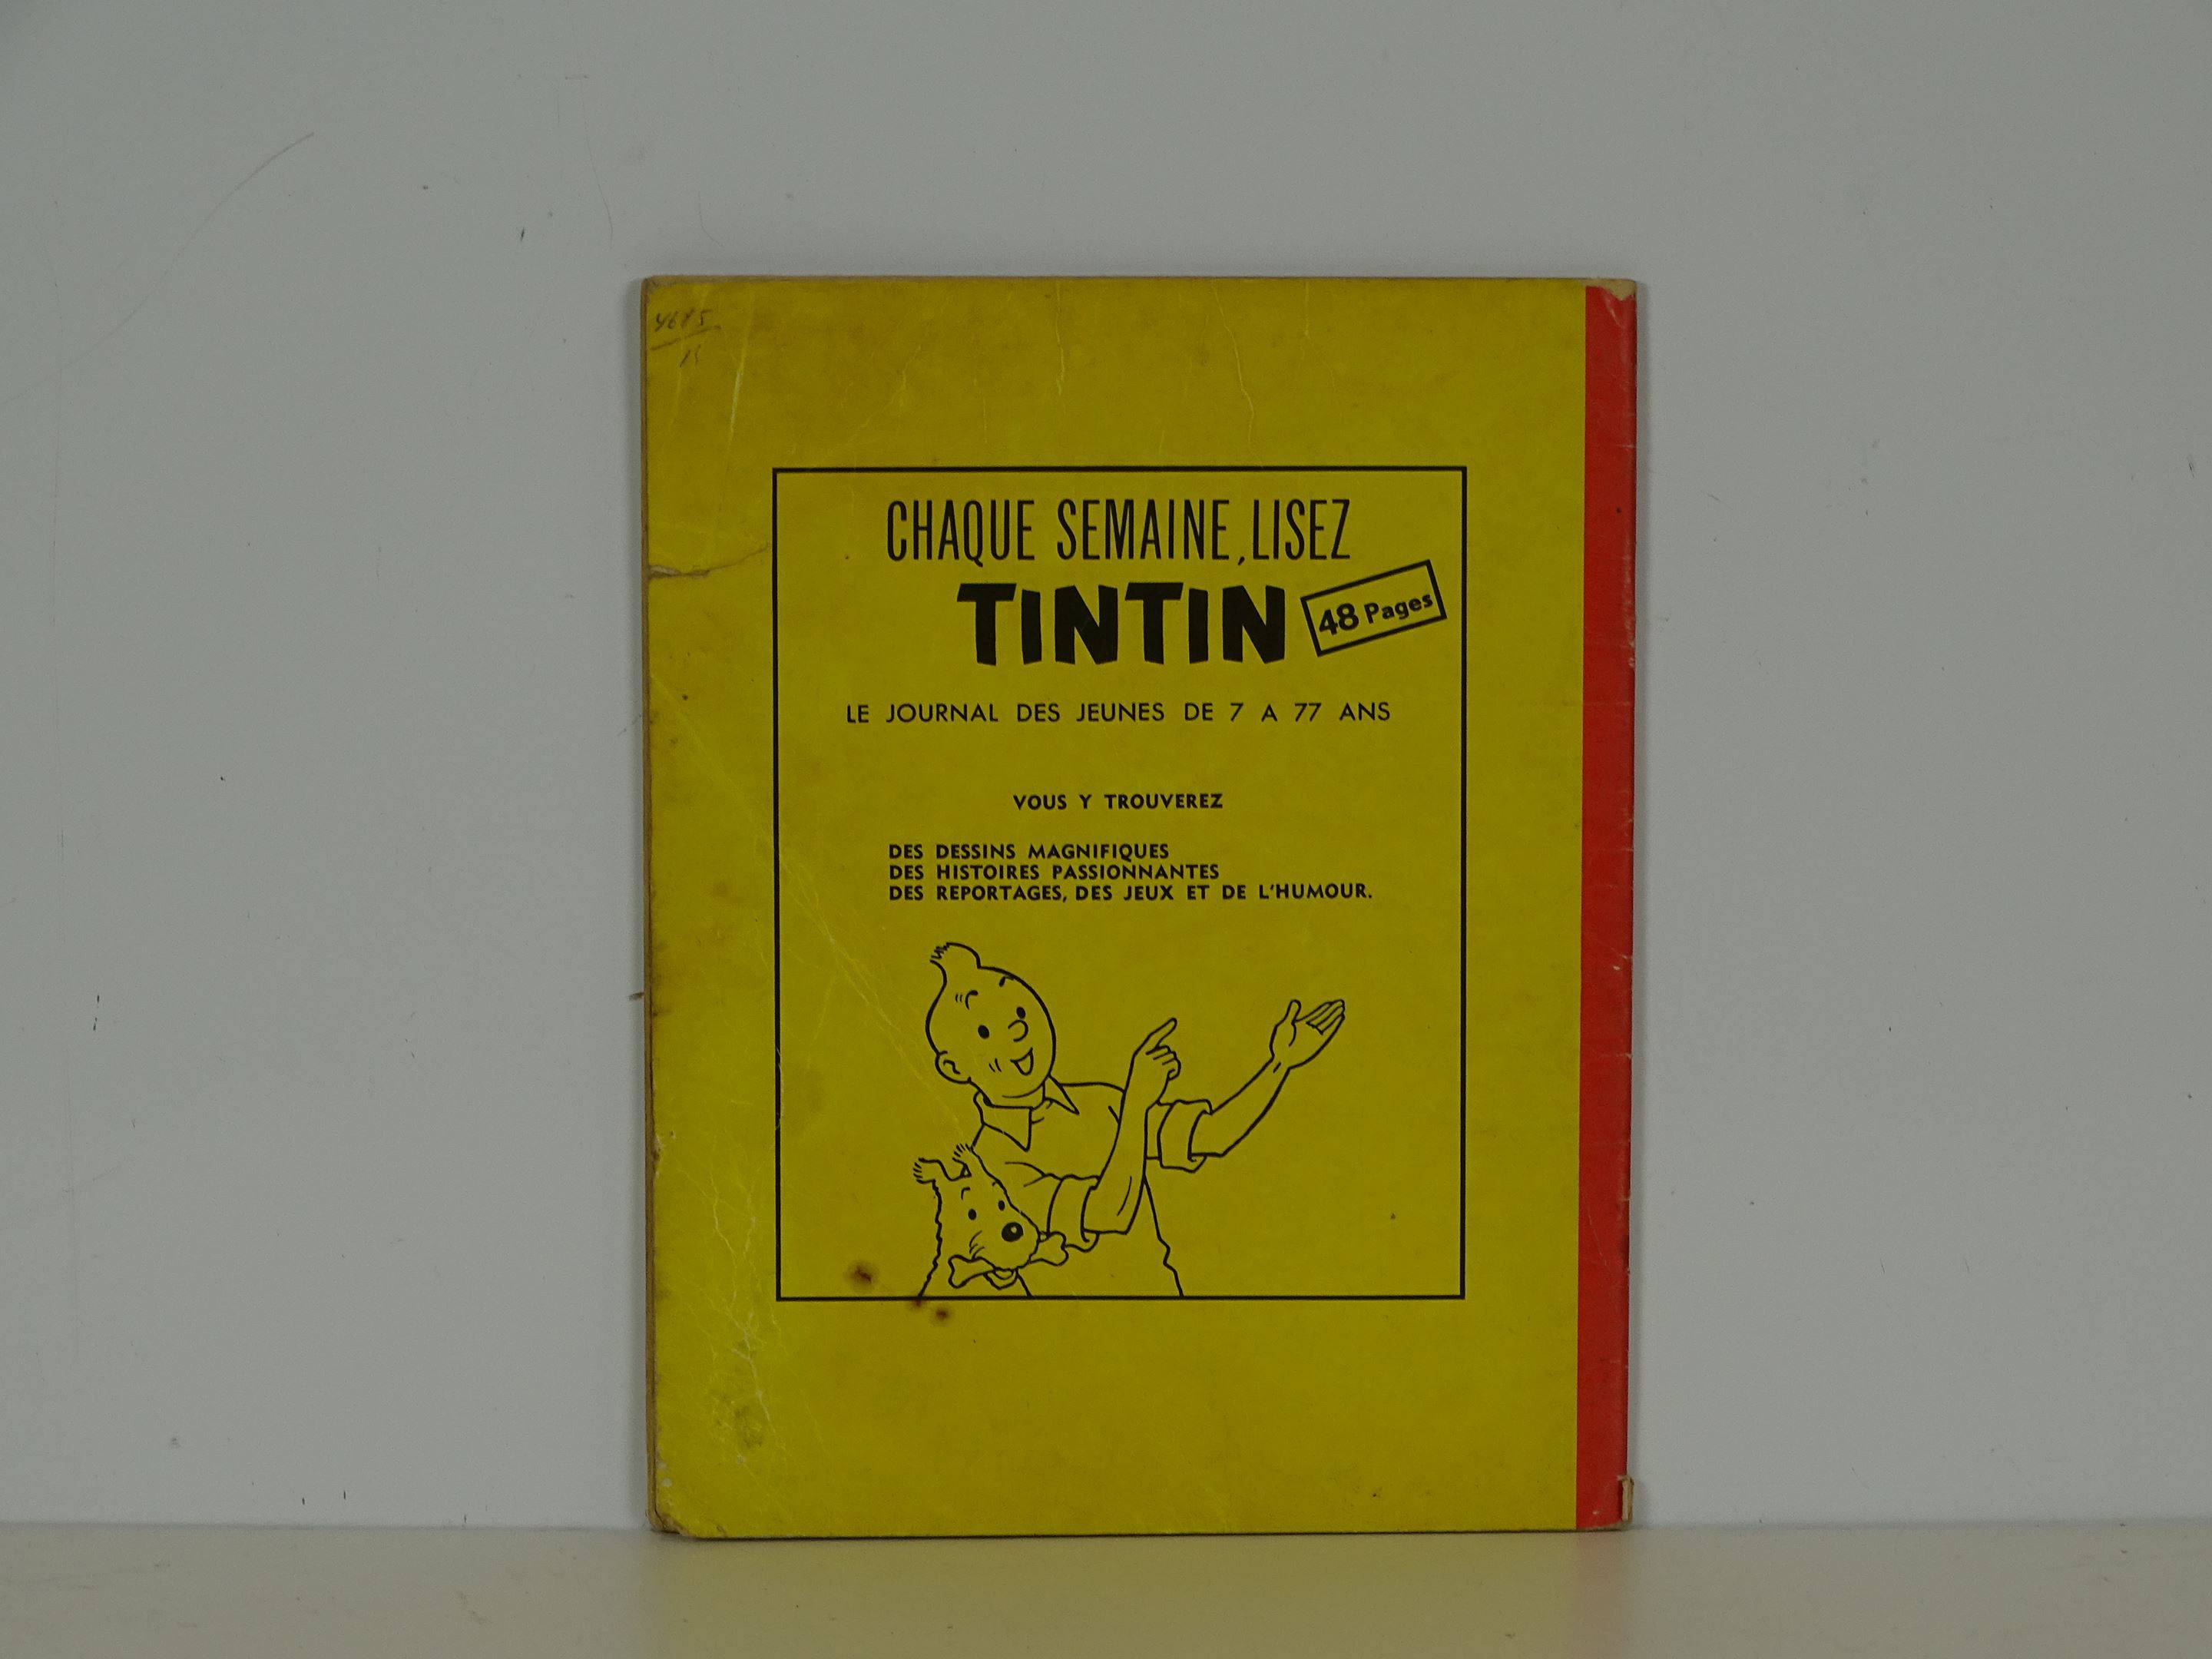 CHAQUE SEMAINE, LISEZ
TINTIN
48 Pages
LE JOURNAL DES JEUNES DE 7 A 77 ANS
VOUS Y TROUVEREZ
DES DESSINS MAGNIFIQUES
DES HISTOIRES PASSIONNANTES
DES REPORTAGES, DES JEUX ET DE L'HUMOUR.